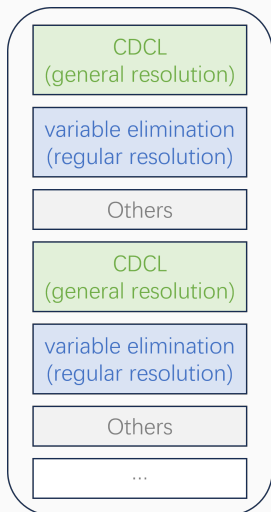 CDCL
(general resolution)
variable elimination
(regular resolution)
Others
CDCL
(general resolution)
variable elimination
(regular resolution)
Others
...